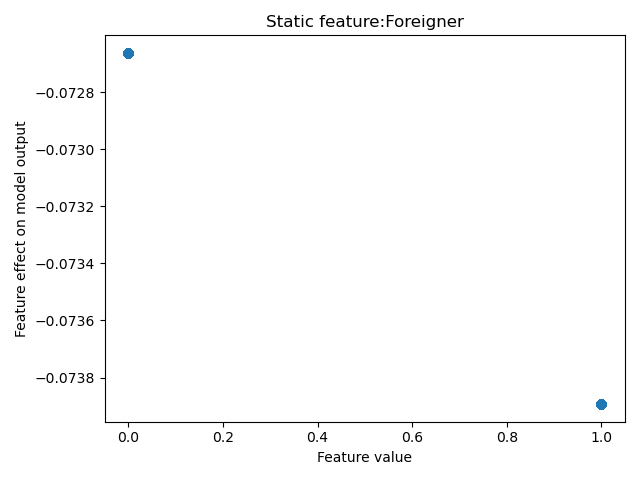 Static feature:Foreigner
Feature effect on model output
−0.0728
−0.0730
−0.0732
−0.0734
−0.0736
−0.0738
0.0 0.2 0.4 0.6 0.8 1.0
Feature value